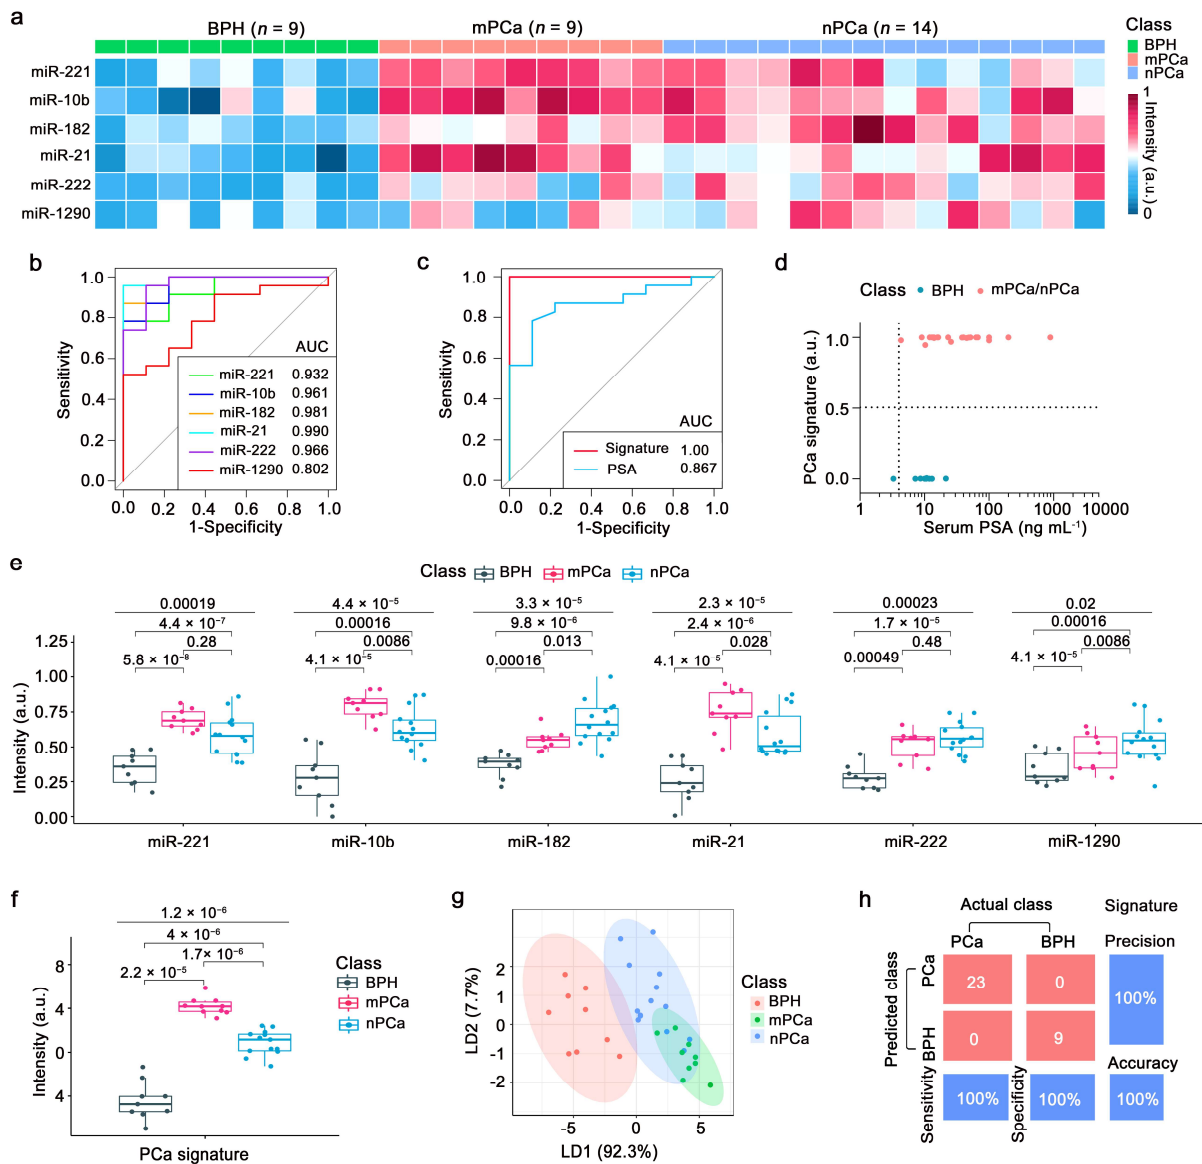 a
BPH (n = 9)
mPCa (n = 9)
nPCa (n = 14)
Class
BPH
mPCa
nPCa
miR-221
miR-10b
miR-182
miR-21
miR-222
miR-1290
1
Intensity (a.u.)
0
b
1.0
0.8
0.6
0.4
0.2
0.0
Sensitivity
AUC
miR-221 0.932
miR-10b 0.961
miR-182 0.981
miR-21 0.990
miR-222 0.966
miR-1290 0.802
0.0 0.2 0.4 0.6 0.8 1.0
1-Specificity
c
1.0
0.8
0.6
0.4
0.2
0.0
Sensitivity
AUC
Signature 1.00
PSA 0.867
0.0 0.2 0.4 0.6 0.8 1.0
1-Specificity
d
Class BPH mPCa/nPCa
1.0
0.5
0.0
PCa signature (a.u.)
1 10 100 1000 10000
Serum PSA (ng mL⁻¹)
e
Class BPH mPCa nPCa
0.00019 4.4 × 10⁻⁵ 3.3 × 10⁻⁵ 2.3 × 10⁻⁵ 0.00023 0.02
4.4 × 10⁻⁷ 0.00016 9.8 × 10⁻⁶ 2.4 × 10⁻⁶ 1.7 × 10⁻⁵ 0.00016
0.28 0.0086 0.013 0.028 0.48 0.0086
5.8 × 10⁻⁸ 4.1 × 10⁻⁵ 0.00016 4.1 × 10⁻⁵ 0.00049 4.1 × 10⁻⁵
1.25
1.00
0.75
0.50
0.25
0.00
Intensity (a.u.)
miR-221 miR-10b miR-182 miR-21 miR-222 miR-1290
f
1.2 × 10⁻⁶
4 × 10⁻⁶
1.7× 10⁻⁶
2.2 × 10⁻⁵
8
4
0
4
Intensity (a.u.)
PCa signature
Class
BPH
mPCa
nPCa
g
2
1
0
-1
-2
LD2 (7.7%)
-5 0 5
LD1 (92.3%)
Class
BPH
mPCa
nPCa
h
Actual class
Signature
PCa BPH Precision
Predicted class
PCa
BPH
23 0 100%
0 9
Accuracy
Sensitivity
100%
Specificity
100%
100%